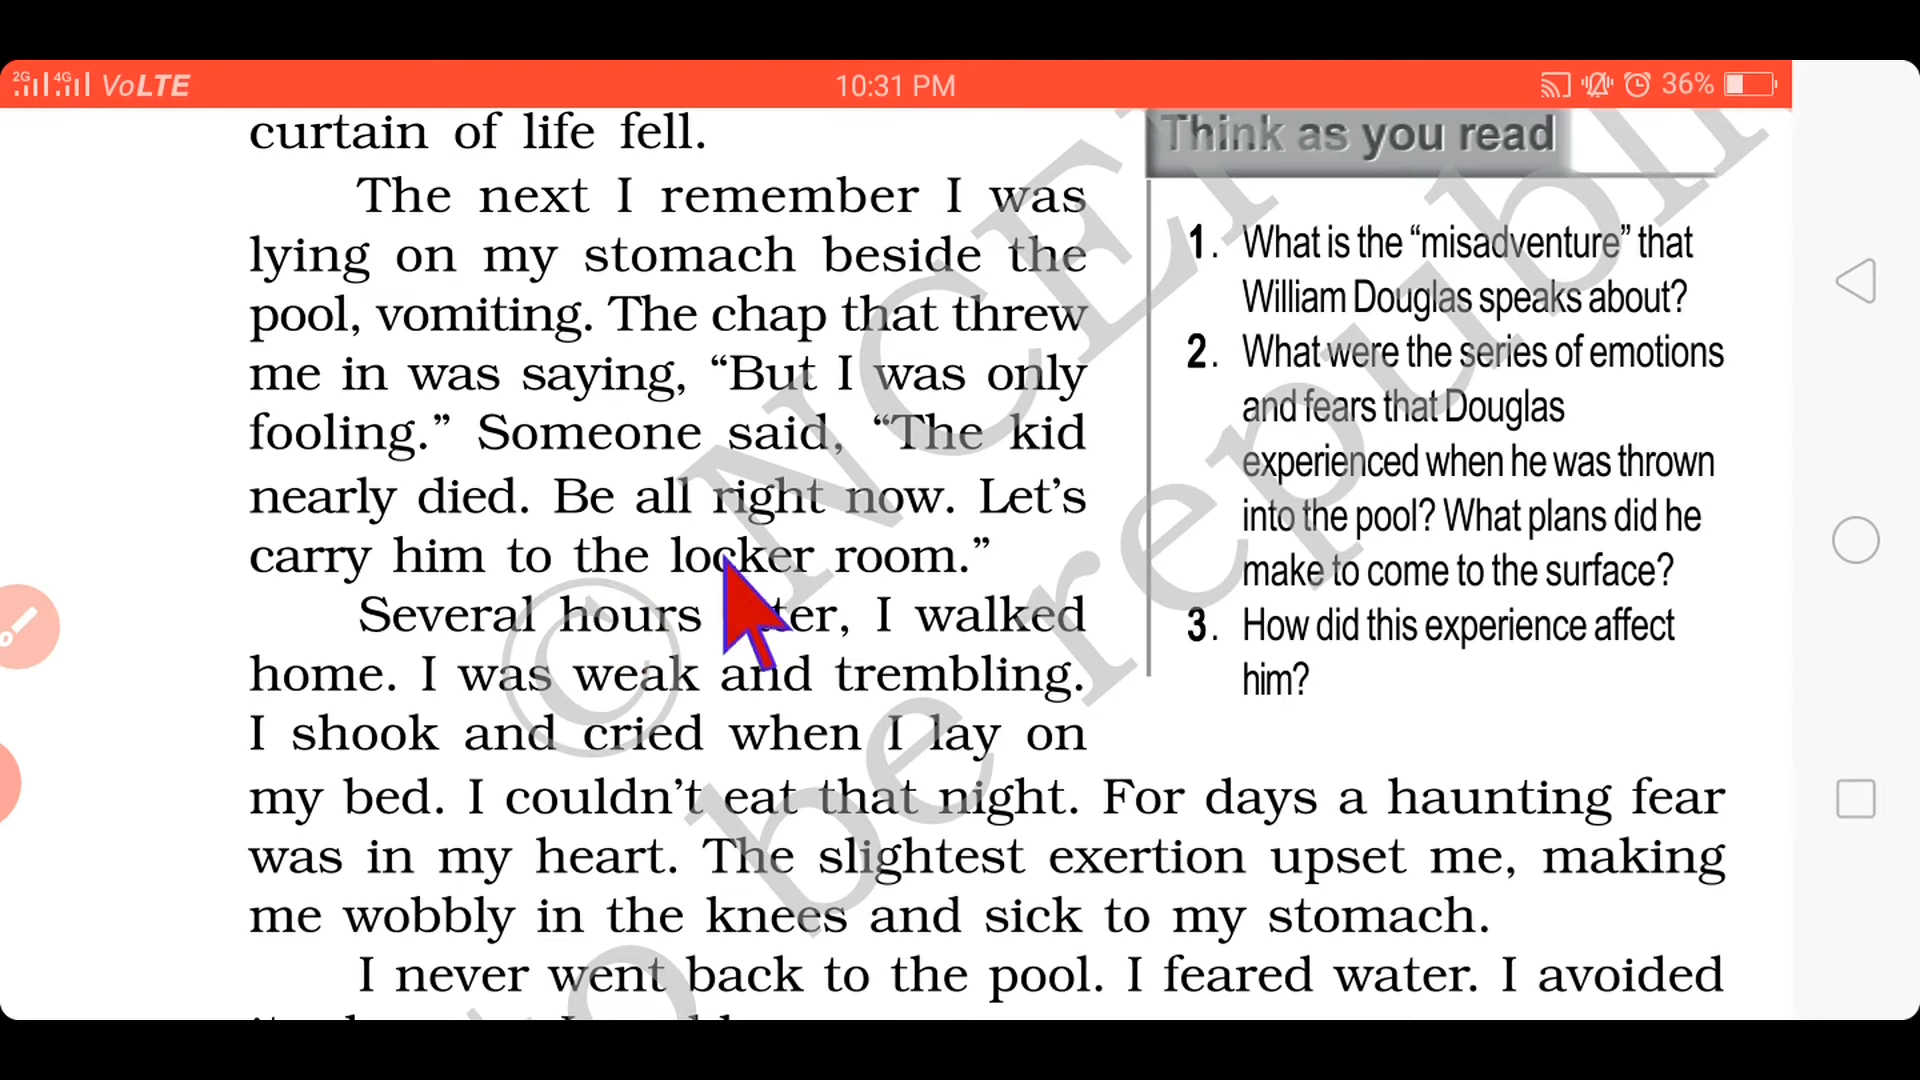 2G 4G VoLTE
10:31 PM
36%
curtain of life fell.
The next I remember I was
lying on my stomach beside the
pool, vomiting. The chap that threw
me in was saying, “But I was only
fooling.” Someone said, “The kid
nearly died. Be all right now. Let’s
carry him to the locker room.”
Several hours later, I walked
home. I was weak and trembling.
I shook and cried when I lay on
my bed. I couldn’t eat that night. For days a haunting fear
was in my heart. The slightest exertion upset me, making
me wobbly in the knees and sick to my stomach.
I never went back to the pool. I feared water. I avoided
Think as you read
1. What is the “misadventure” that
William Douglas speaks about?
2. What were the series of emotions
and fears that Douglas
experienced when he was thrown
into the pool? What plans did he
make to come to the surface?
3. How did this experience affect
him?
© NCE
be republi